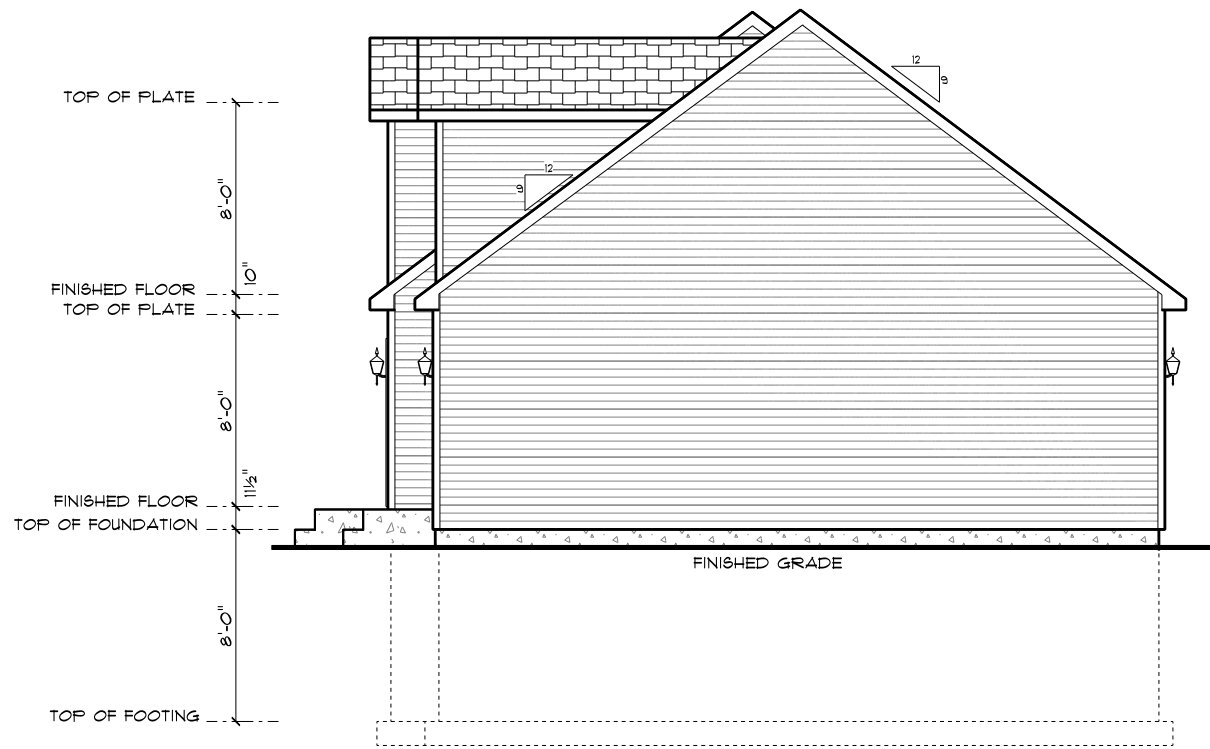 12
9
TOP OF PLATE
12
9
8'-0"
10"
FINISHED FLOOR
TOP OF PLATE
8'-0"
11½"
FINISHED FLOOR
TOP OF FOUNDATION
FINISHED GRADE
8'-0"
TOP OF FOOTING